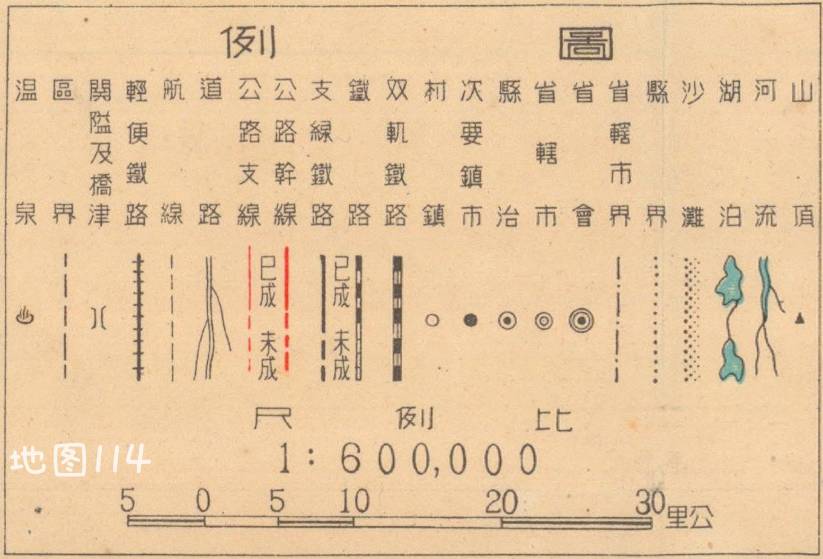 圖例
山頂
河流
湖泊
沙灘
縣界
省轄市界
省會
省轄市
縣治
次要鎮市
村鎮
双軌鐵路
鐵路
支線鐵路
公路幹線
公路支線
道路
航線
輕便鐵路
関隘及橋津
區界
温泉
已成 未成
已成 未成
比例尺
1:600,000
5 0 5 10 20 30 公里
地图114